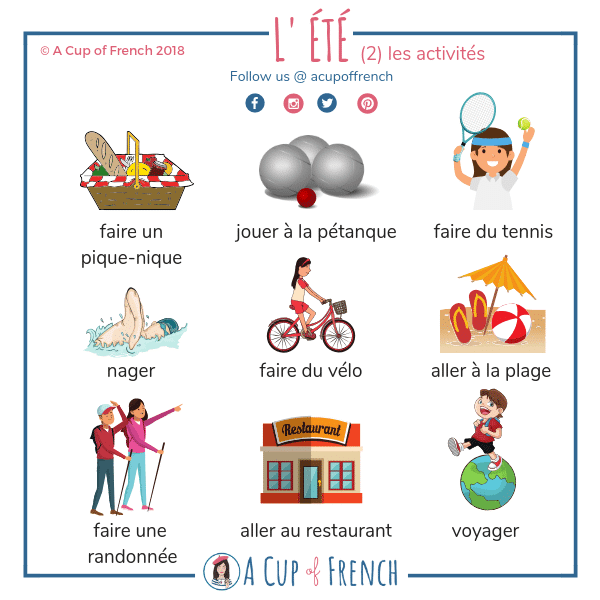 L' ÉTÉ (2) les activités
© A Cup of French 2018
Follow us @ acupoffrench
faire un
pique-nique
jouer à la pétanque
faire du tennis
nager
faire du vélo
aller à la plage
Restaurant
faire une
randonnée
aller au restaurant
voyager
A CUP of FRENCH